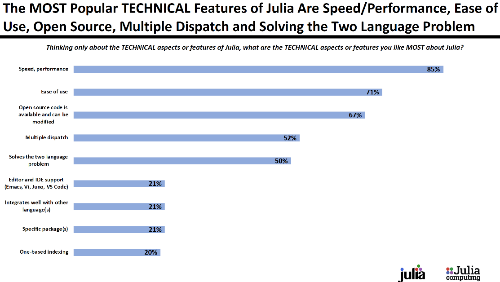 The MOST Popular TECHNICAL Features of Julia Are Speed/Performance, Ease of
Use, Open Source, Multiple Dispatch and Solving the Two Language Problem
Thinking only about the TECHNICAL aspects or features of Julia, what are the TECHNICAL aspects or features you like MOST about Julia?
Speed, performance
85%
Ease of use
71%
Open source code is
available and can be
modified
67%
Multiple dispatch
52%
Solves the two language
problem
50%
Editor and IDE support
(Emacs, Vi, Juno, VS Code)
21%
Integrates well with other
language(s)
21%
Specific package(s)
21%
One-based indexing
20%
julia
Julia
computing